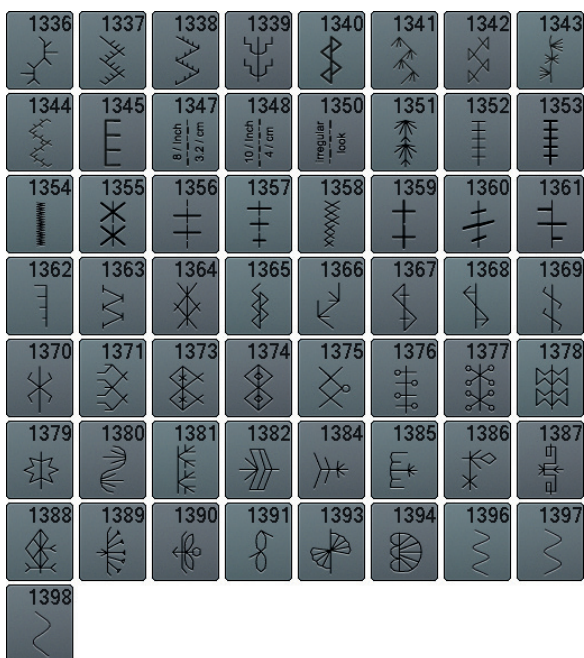 1336 1337 1338 1339 1340 1341 1342 1343
1344 1345 1347 1348 1350 1351 1352 1353
8 / Inch
3.2 / cm
10 / Inch
4 / cm
Irregular
look
1354 1355 1356 1357 1358 1359 1360 1361
1362 1363 1364 1365 1366 1367 1368 1369
1370 1371 1373 1374 1375 1376 1377 1378
1379 1380 1381 1382 1384 1385 1386 1387
1388 1389 1390 1391 1393 1394 1396 1397
1398